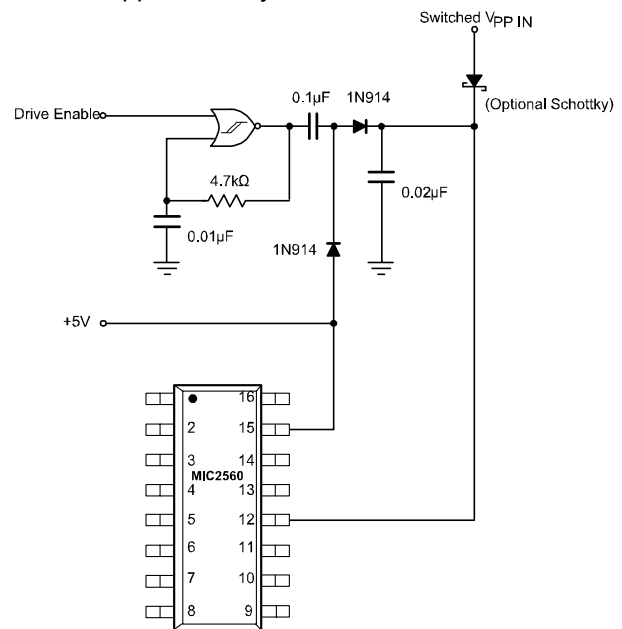 Switched VPP IN
0.1µF
1N914
(Optional Schottky)
Drive Enable
4.7kΩ
0.02µF
0.01µF
1N914
+5V
16
2
15
3
14
MIC2560
4
13
5
12
6
11
7
10
8
9